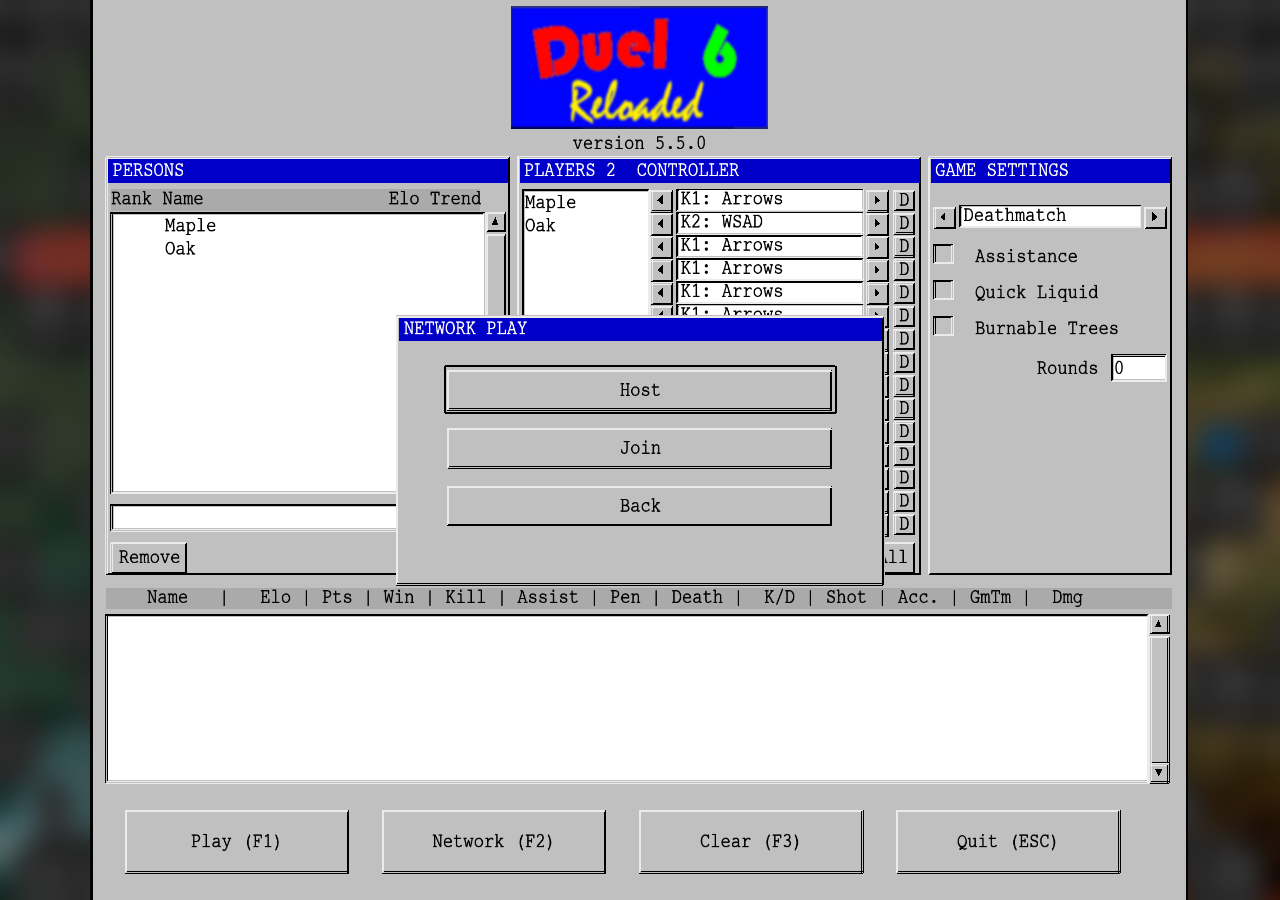 Duel 6
Reloaded
version 5.5.0
PERSONS
Rank Name Elo Trend
Maple
Oak
Remove
PLAYERS 2 CONTROLLER
Maple
Oak
K1: Arrows D
K2: WSAD D
K1: Arrows D
K1: Arrows D
K1: Arrows D
K1: Arrows D
D
D
D
D
D
D
D
D
D
All
GAME SETTINGS
Deathmatch
Assistance
Quick Liquid
Burnable Trees
Rounds 0
NETWORK PLAY
Host
Join
Back
Name | Elo | Pts | Win | Kill | Assist | Pen | Death | K/D | Shot | Acc. | GmTm | Dmg
Play (F1) Network (F2) Clear (F3) Quit (ESC)